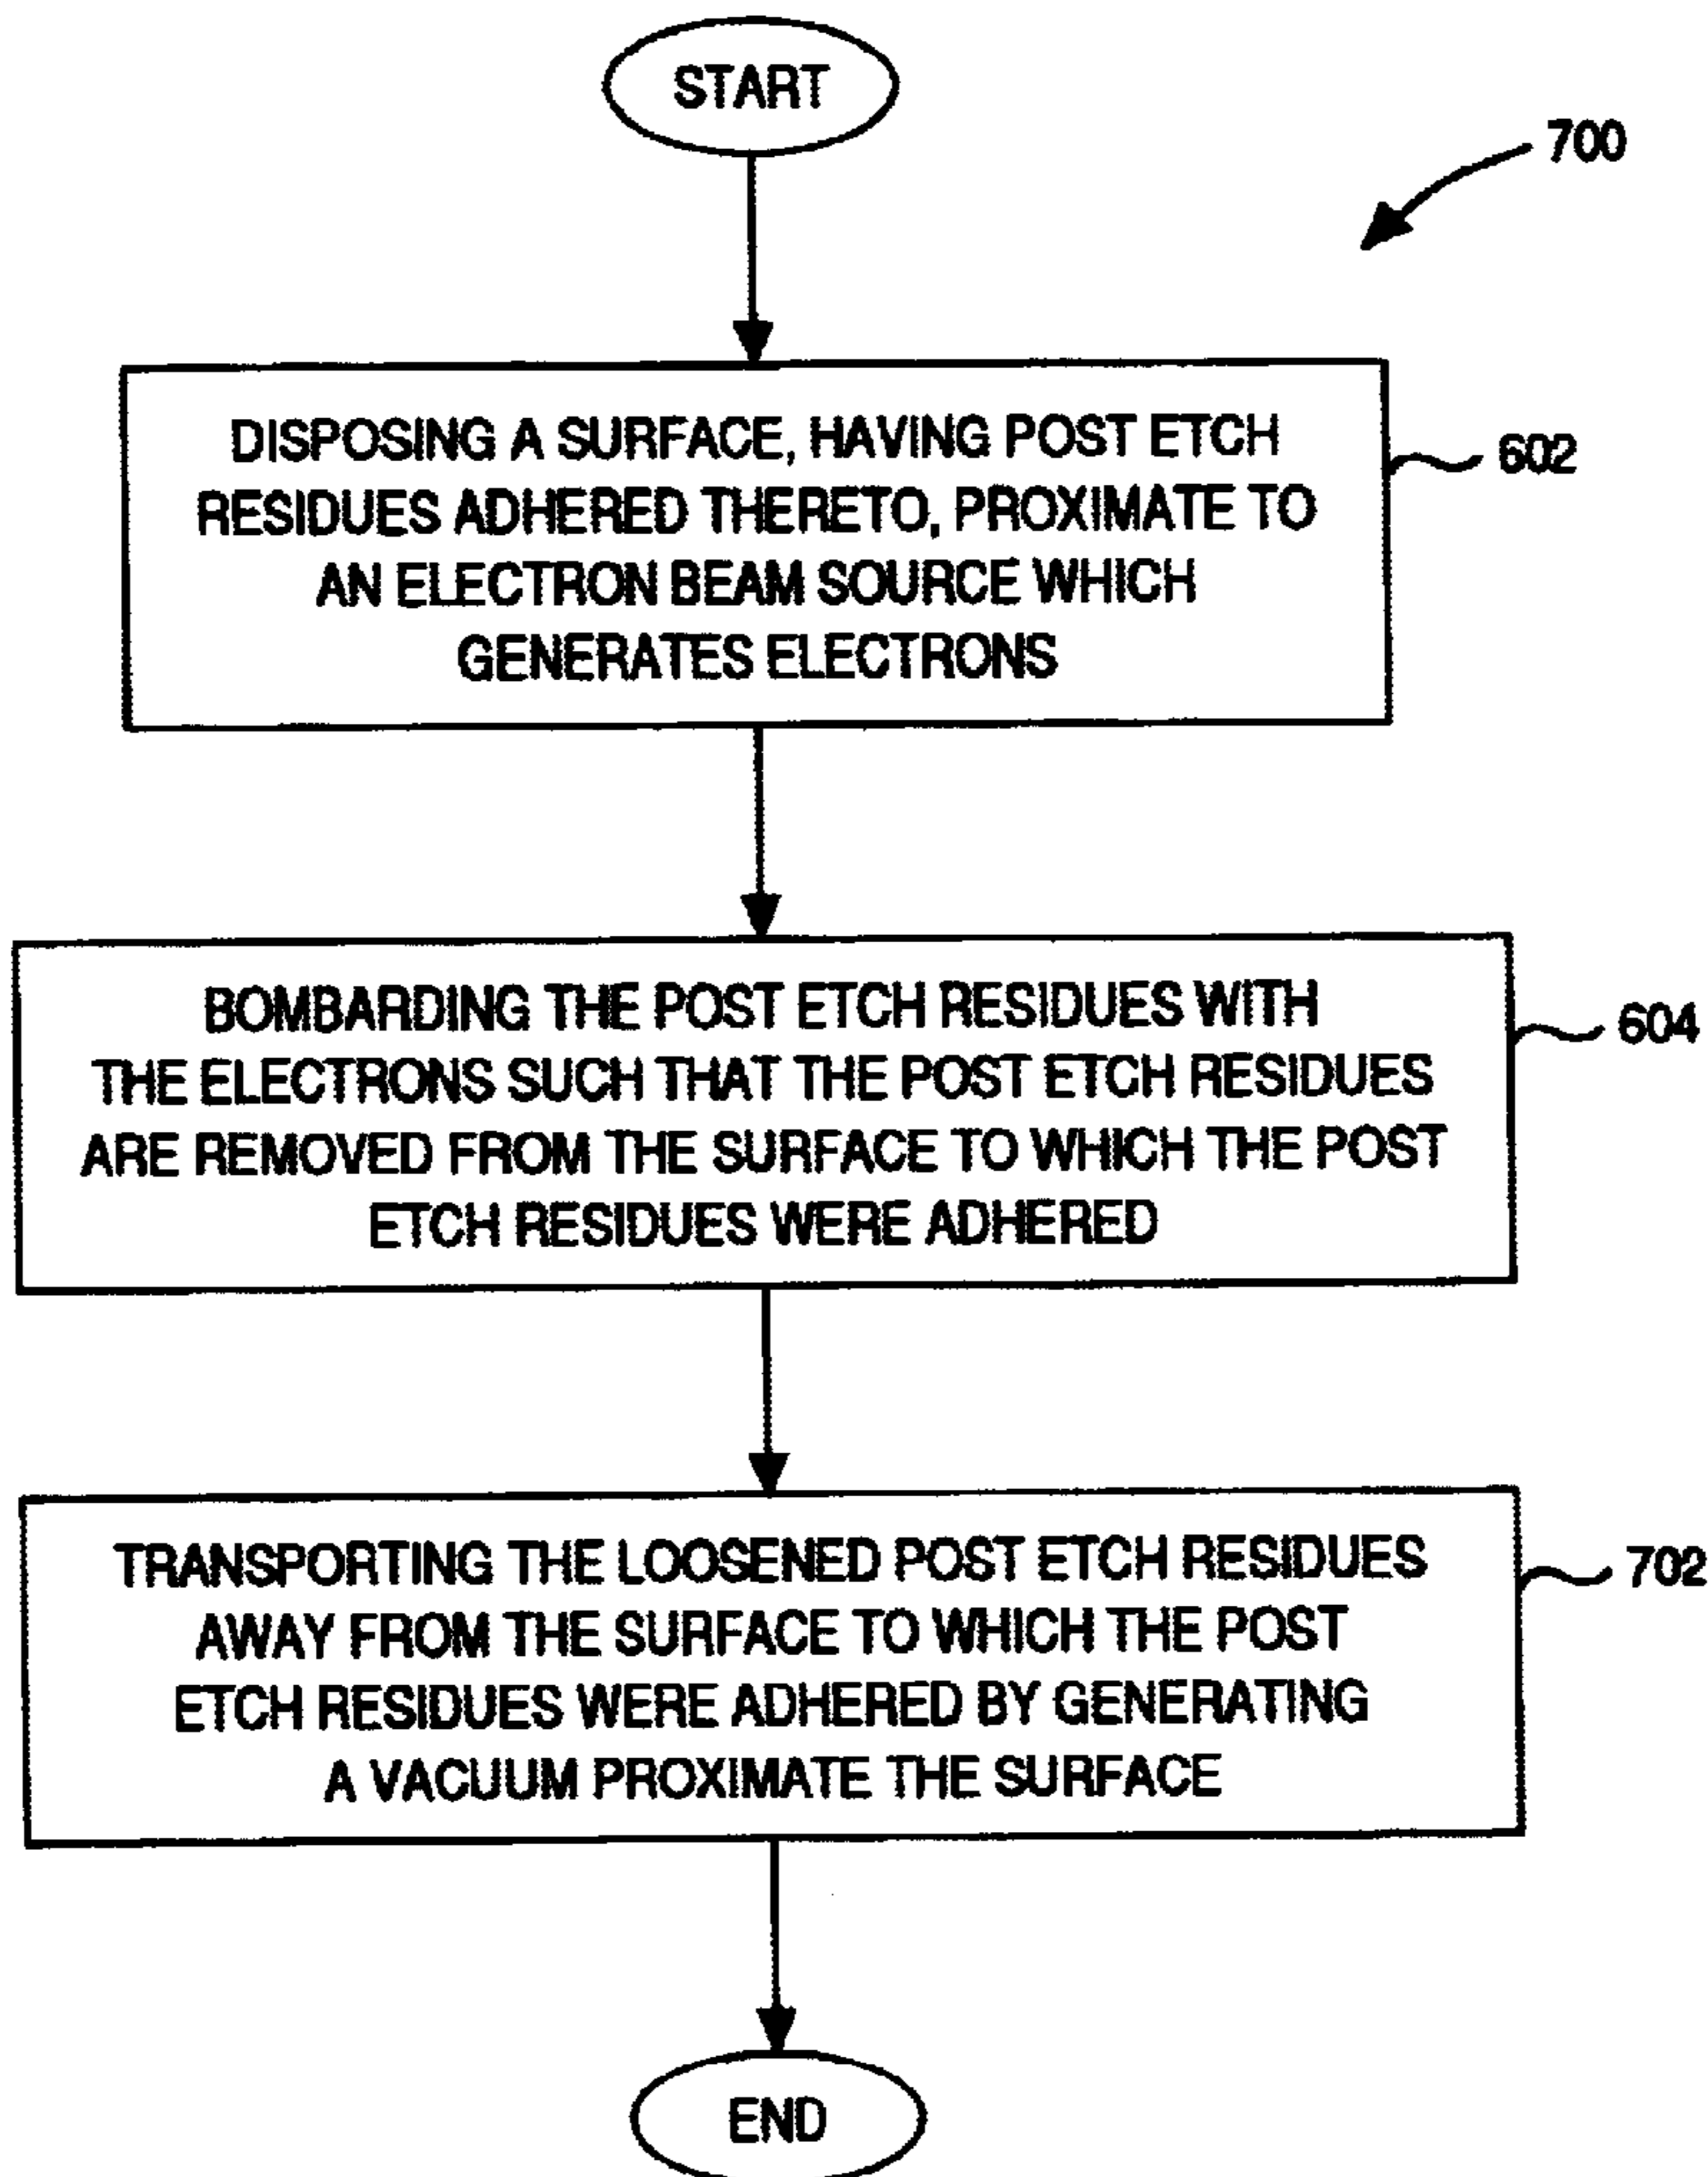 START
700
DISPOSING A SURFACE, HAVING POST ETCH
RESIDUES ADHERED THERETO, PROXIMATE TO
AN ELECTRON BEAM SOURCE WHICH
GENERATES ELECTRONS
602
BOMBARDING THE POST ETCH RESIDUES WITH
THE ELECTRONS SUCH THAT THE POST ETCH RESIDUES
ARE REMOVED FROM THE SURFACE TO WHICH THE POST
ETCH RESIDUES WERE ADHERED
604
TRANSPORTING THE LOOSENED POST ETCH RESIDUES
AWAY FROM THE SURFACE TO WHICH THE POST
ETCH RESIDUES WERE ADHERED BY GENERATING
A VACUUM PROXIMATE THE SURFACE
702
END